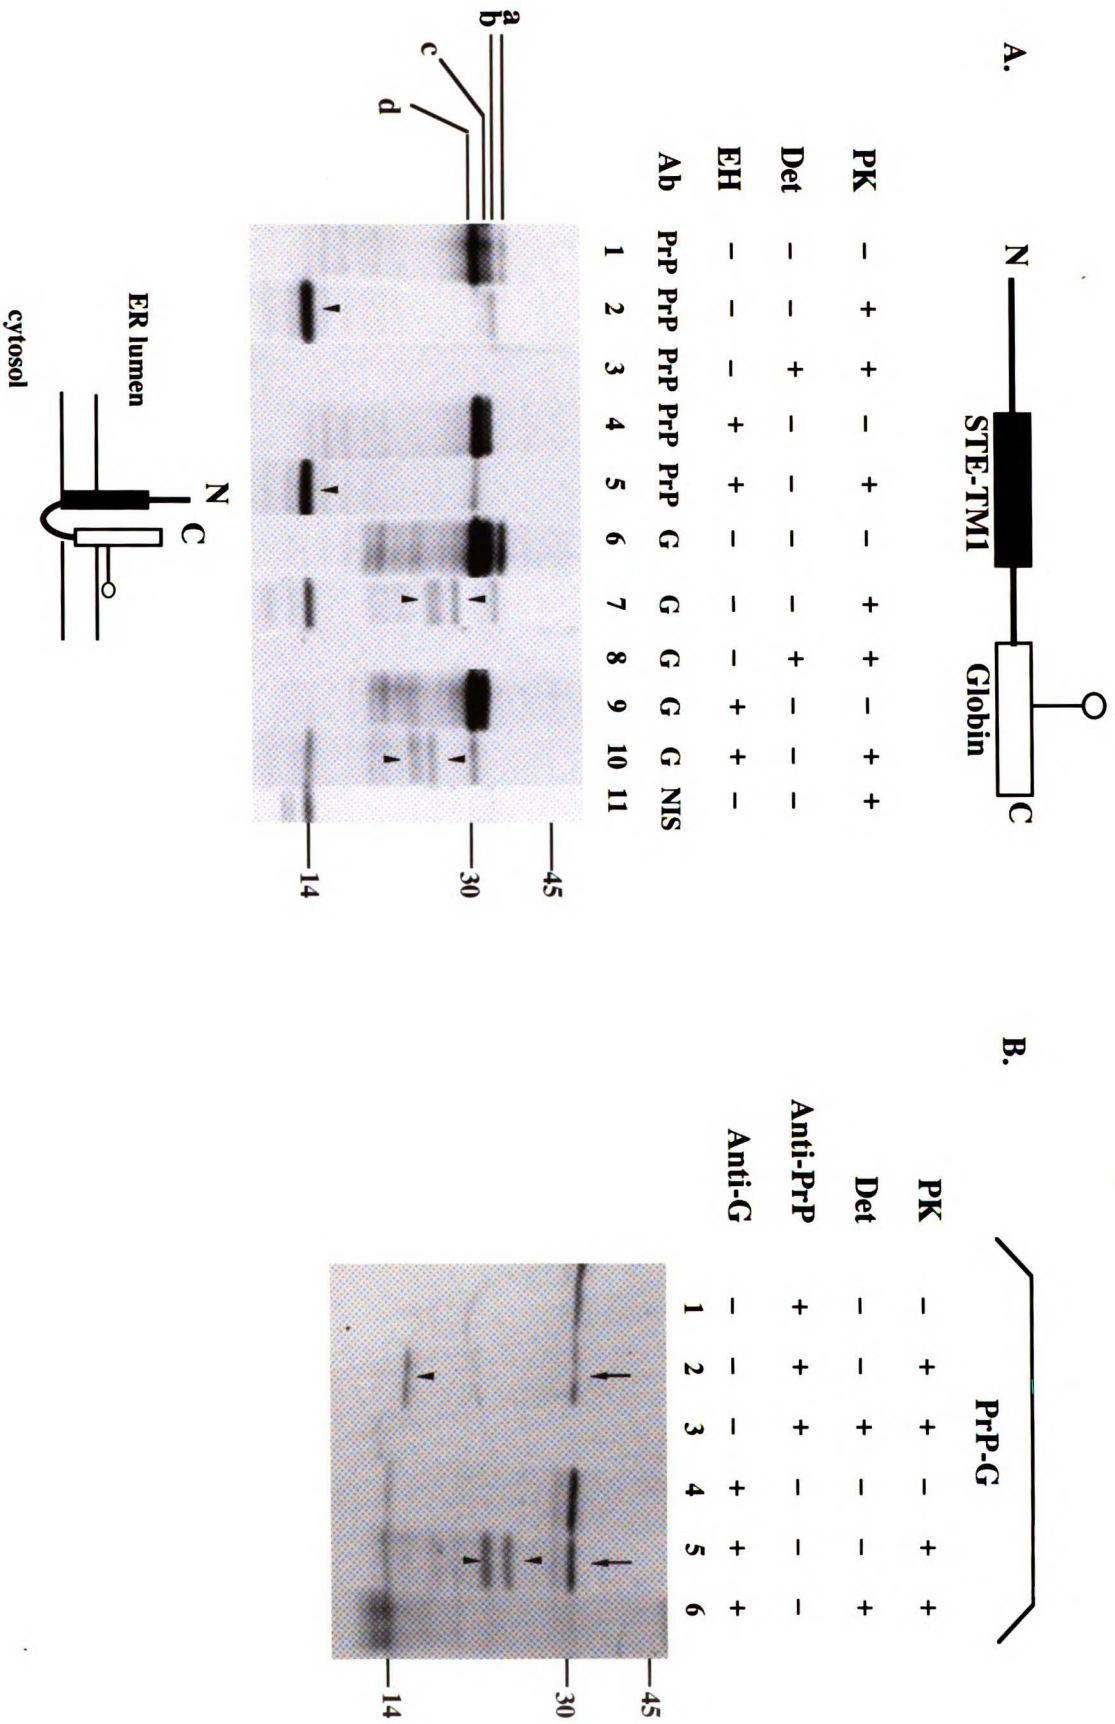 A.
N
STE-TM1
Globin
C
PK - + + - + - + + - + +
Det - - + - - - - + - - -
EH - - - + + - - - + + -
Ab PrP PrP PrP PrP PrP G G G G G NIS
1 2 3 4 5 6 7 8 9 10 11
a
b
c
d
45
30
14
N
C
ER lumen
cytosol
B.
PrP-G
PK - + + - + +
Det - - + - - +
Anti-PrP + + + - - -
Anti-G - - - + + +
1 2 3 4 5 6
45
30
14